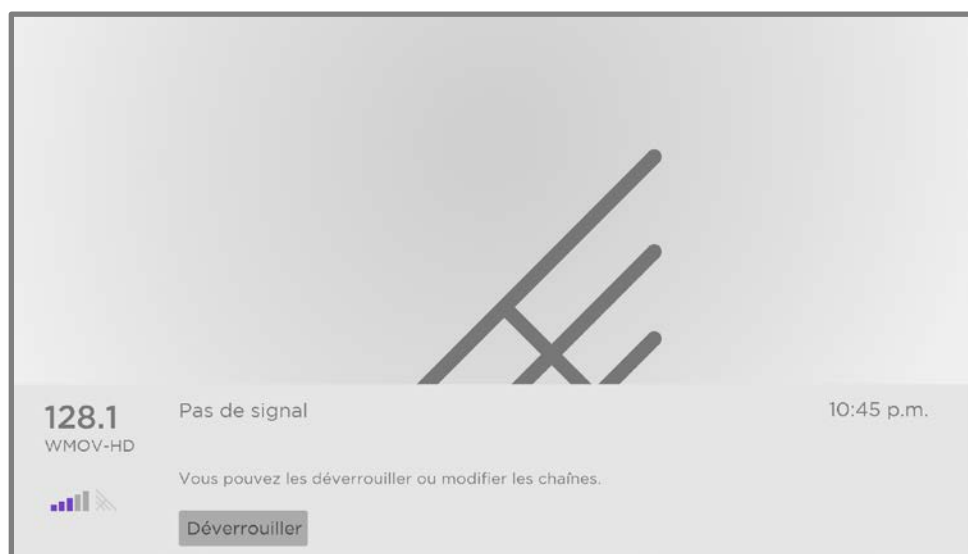 128.1
WMOV-HD
Pas de signal
10:45 p.m.
Vous pouvez les déverrouiller ou modifier les chaînes.
Déverrouiller